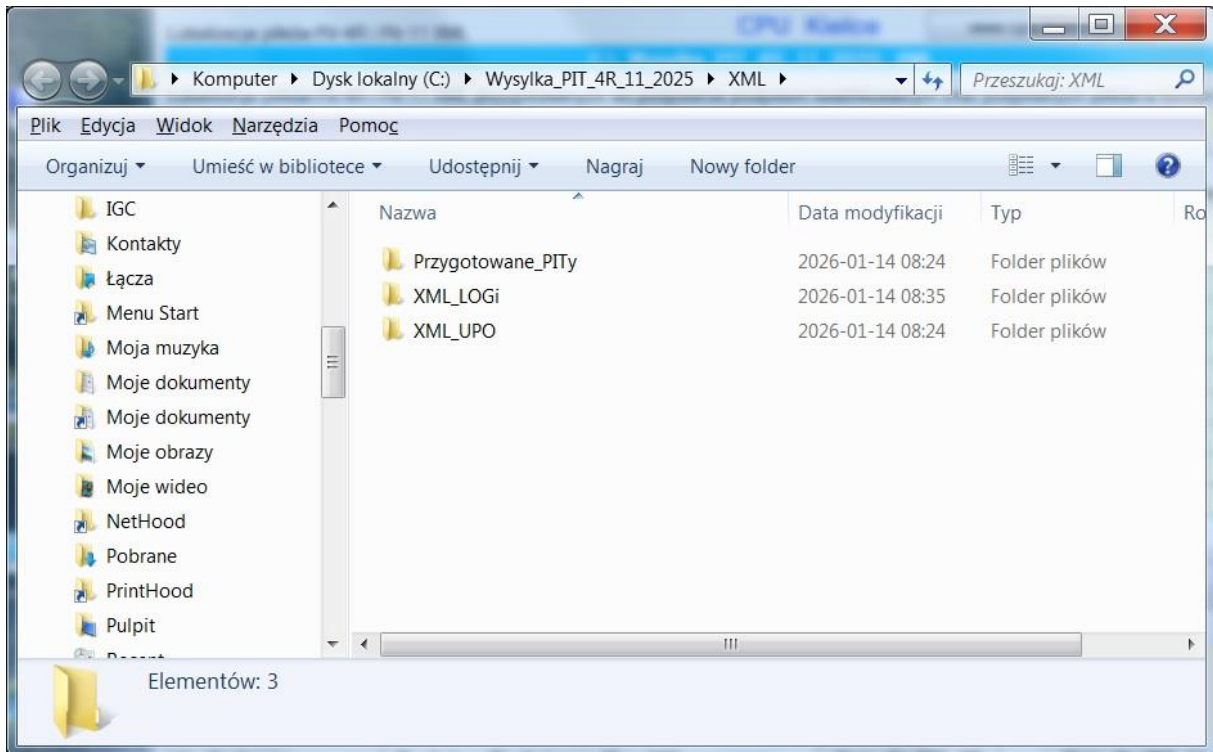 CPU Kielce
Komputer Dysk lokalny (C:) Wysylka_PIT_4R_11_2025 XML Przeszukaj: XML
Plik Edycja Widok Narzędzia Pomoc
Organizuj Umieść w bibliotece Udostępnij Nagraj Nowy folder
IGC
Kontakty
Łącza
Menu Start
Moja muzyka
Moje dokumenty
Moje dokumenty
Moje obrazy
Moje wideo
NetHood
Pobrane
PrintHood
Pulpit
Nazwa Data modyfikacji Typ Ro
Przygotowane_PITy 2026-01-14 08:24 Folder plików
XML_LOGi 2026-01-14 08:35 Folder plików
XML_UPO 2026-01-14 08:24 Folder plików
Elementów: 3